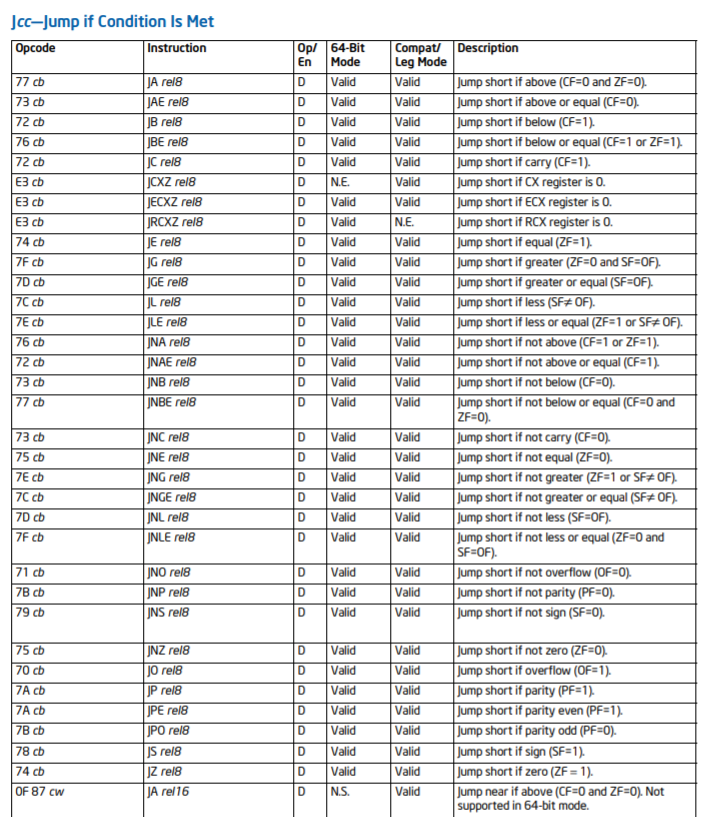 Jcc—Jump if Condition Is Met
Opcode Instruction Op/ En 64-Bit Mode Compat/ Leg Mode Description
77 cb JA rel8 D Valid Valid Jump short if above (CF=0 and ZF=0).
73 cb JAE rel8 D Valid Valid Jump short if above or equal (CF=0).
72 cb JB rel8 D Valid Valid Jump short if below (CF=1).
76 cb JBE rel8 D Valid Valid Jump short if below or equal (CF=1 or ZF=1).
72 cb JC rel8 D Valid Valid Jump short if carry (CF=1).
E3 cb JCXZ rel8 D N.E. Valid Jump short if CX register is 0.
E3 cb JECXZ rel8 D Valid Valid Jump short if ECX register is 0.
E3 cb JRCXZ rel8 D Valid N.E. Jump short if RCX register is 0.
74 cb JE rel8 D Valid Valid Jump short if equal (ZF=1).
7F cb JG rel8 D Valid Valid Jump short if greater (ZF=0 and SF=OF).
7D cb JGE rel8 D Valid Valid Jump short if greater or equal (SF=OF).
7C cb JL rel8 D Valid Valid Jump short if less (SF≠ OF).
7E cb JLE rel8 D Valid Valid Jump short if less or equal (ZF=1 or SF≠ OF).
76 cb JNA rel8 D Valid Valid Jump short if not above (CF=1 or ZF=1).
72 cb JNAE rel8 D Valid Valid Jump short if not above or equal (CF=1).
73 cb JNB rel8 D Valid Valid Jump short if not below (CF=0).
77 cb JNBE rel8 D Valid Valid Jump short if not below or equal (CF=0 and
ZF=0).
73 cb JNC rel8 D Valid Valid Jump short if not carry (CF=0).
75 cb JNE rel8 D Valid Valid Jump short if not equal (ZF=0).
7E cb JNG rel8 D Valid Valid Jump short if not greater (ZF=1 or SF≠ OF).
7C cb JNGE rel8 D Valid Valid Jump short if not greater or equal (SF≠ OF).
7D cb JNL rel8 D Valid Valid Jump short if not less (SF=OF).
7F cb JNLE rel8 D Valid Valid Jump short if not less or equal (ZF=0 and
SF=OF).
71 cb JNO rel8 D Valid Valid Jump short if not overflow (OF=0).
7B cb JNP rel8 D Valid Valid Jump short if not parity (PF=0).
79 cb JNS rel8 D Valid Valid Jump short if not sign (SF=0).
75 cb JNZ rel8 D Valid Valid Jump short if not zero (ZF=0).
70 cb JO rel8 D Valid Valid Jump short if overflow (OF=1).
7A cb JP rel8 D Valid Valid Jump short if parity (PF=1).
7A cb JPE rel8 D Valid Valid Jump short if parity even (PF=1).
7B cb JPO rel8 D Valid Valid Jump short if parity odd (PF=0).
78 cb JS rel8 D Valid Valid Jump short if sign (SF=1).
74 cb JZ rel8 D Valid Valid Jump short if zero (ZF = 1).
0F 87 cw JA rel16 D N.S. Valid Jump near if above (CF=0 and ZF=0). Not
supported in 64-bit mode.